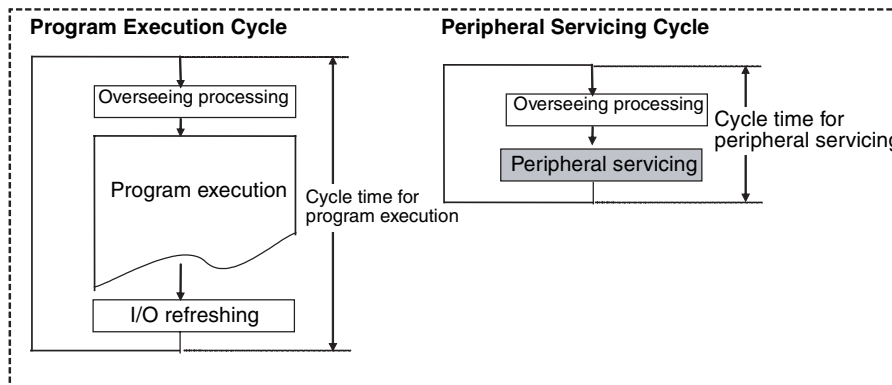 Program Execution Cycle
Overseeing processing
Program execution
Cycle time for
program execution
I/O refreshing
Peripheral Servicing Cycle
Overseeing processing
Peripheral servicing
Cycle time for
peripheral servicing